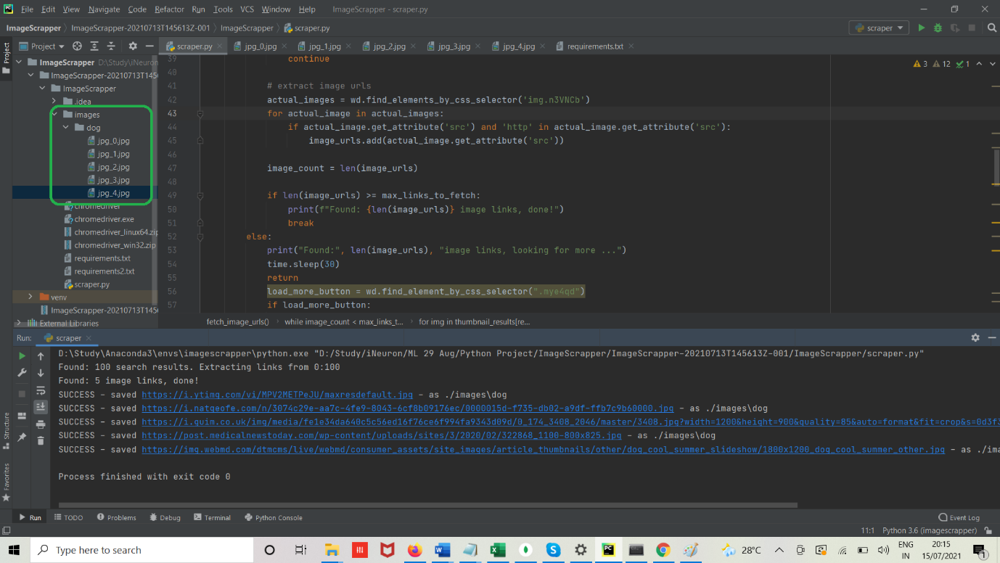 File Edit View Navigate Code Refactor Run Tools VCS Window Help ImageScrapper - scraper.py
ImageScrapper ImageScrapper-20210713T145613Z-001 ImageScrapper scraper.py scraper
Project scraper.py jpg_0.jpg jpg_1.jpg jpg_2.jpg jpg_3.jpg jpg_4.jpg requirements.txt
Project
ImageScrapper D:\Study\iNeuron
ImageScrapper-20210713T1456
ImageScrapper
.idea
images
dog
jpg_0.jpg
jpg_1.jpg
jpg_2.jpg
jpg_3.jpg
jpg_4.jpg
chromedriver
chromedriver.exe
chromedriver_linux64.zip
chromedriver_win32.zip
requirements.txt
requirements2.txt
scraper.py
venv
ImageScrapper-20210713T1456
External Libraries
3 12 1
39 continue
40
41 # extract image urls
42 actual_images = wd.find_elements_by_css_selector('img.n3VNCb')
43 for actual_image in actual_images:
44 if actual_image.get_attribute('src') and 'http' in actual_image.get_attribute('src'):
45 image_urls.add(actual_image.get_attribute('src'))
46
47 image_count = len(image_urls)
48
49 if len(image_urls) >= max_links_to_fetch:
50 print(f"Found: {len(image_urls)} image links, done!")
51 break
52 else:
53 print("Found:", len(image_urls), "image links, looking for more ...")
54 time.sleep(30)
55 return
56 load_more_button = wd.find_element_by_css_selector(".mye4qd")
57 if load_more_button:
fetch_image_urls() while image_count < max_links_t... for img in thumbnail_results[re...
Run: scraper
D:\Study\Anaconda3\envs\imagescrapper\python.exe "D:/Study/iNeuron/ML 29 Aug/Python Project/ImageScrapper/ImageScrapper-20210713T145613Z-001/ImageScrapper/scraper.py"
Found: 100 search results. Extracting links from 0:100
Found: 5 image links, done!
SUCCESS - saved https://i.ytimg.com/vi/MPV2METPeJU/maxresdefault.jpg - as ./images\dog
SUCCESS - saved https://i.natgeofe.com/n/3074c29e-aa7c-4fe9-8043-6cf8b09176ec/0000015d-f735-db02-a9df-ffb7c9b60000.jpg - as ./images\dog
SUCCESS - saved https://i.guim.co.uk/img/media/fe1e34da640c5c56ed16f76ce6f994fa9343d09d/0_174_3408_2046/master/3408.jpg?width=1200&height=900&quality=85&auto=format&fit=crop&s=0d3f3
SUCCESS - saved https://post.medicalnewstoday.com/wp-content/uploads/sites/3/2020/02/322868_1100-800x825.jpg - as ./images\dog
SUCCESS - saved https://img.webmd.com/dtmcms/live/webmd/consumer_assets/site_images/article_thumbnails/other/dog_cool_summer_slideshow/1800x1200_dog_cool_summer_other.jpg - as ./ima
Process finished with exit code 0
Structure
Favorites
Run TODO Problems Debug Terminal Python Console Event Log
11:1 Python 3.6 (imagescrapper)
Type here to search 28°C ENG IN 20:15 15/07/2021 1